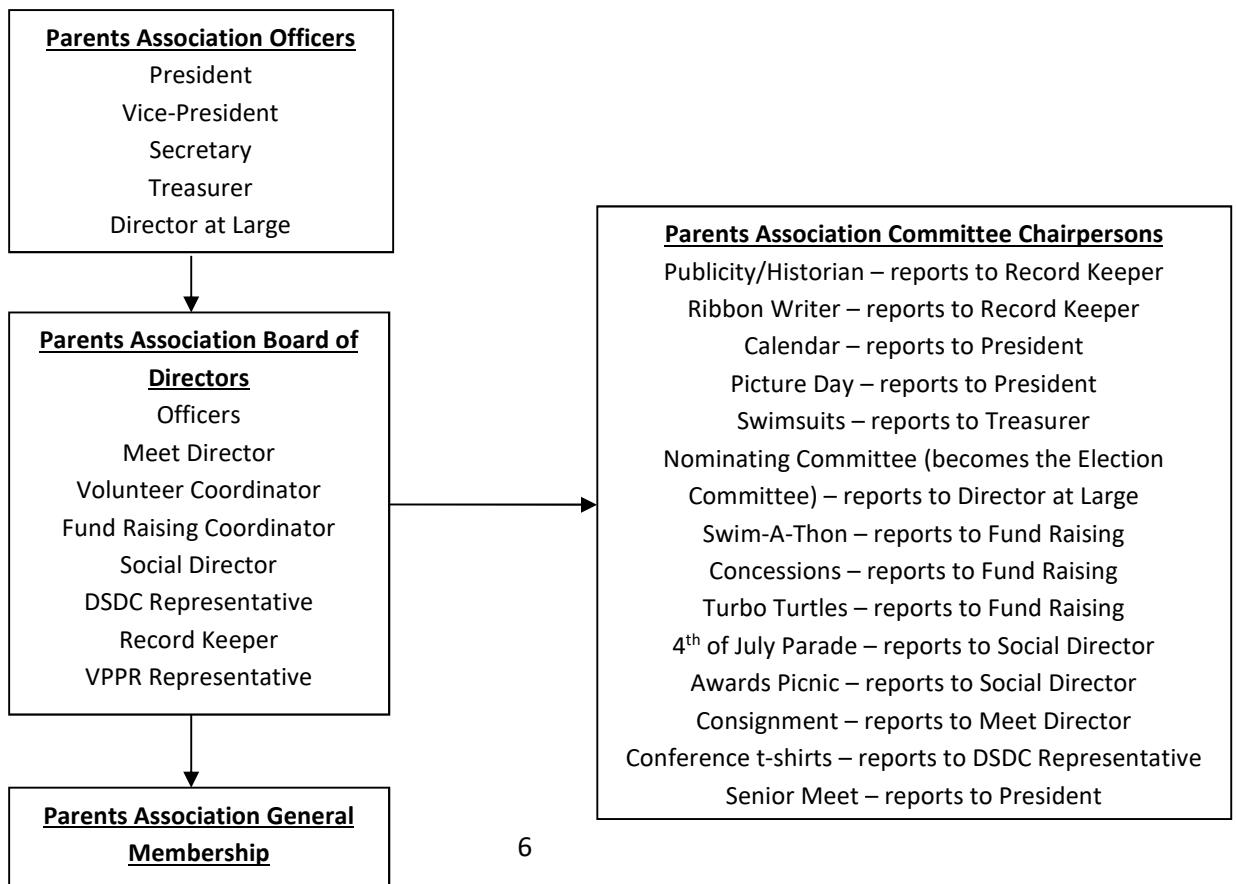 Parents Association Officers
President
Vice-President
Secretary
Treasurer
Director at Large
Parents Association Board of
Directors
Officers
Meet Director
Volunteer Coordinator
Fund Raising Coordinator
Social Director
DSDC Representative
Record Keeper
VPPR Representative
Parents Association General
Membership
Parents Association Committee Chairpersons
Publicity/Historian – reports to Record Keeper
Ribbon Writer – reports to Record Keeper
Calendar – reports to President
Picture Day – reports to President
Swimsuits – reports to Treasurer
Nominating Committee (becomes the Election
Committee) – reports to Director at Large
Swim-A-Thon – reports to Fund Raising
Concessions – reports to Fund Raising
Turbo Turtles – reports to Fund Raising
4th of July Parade – reports to Social Director
Awards Picnic – reports to Social Director
Consignment – reports to Meet Director
Conference t-shirts – reports to DSDC Representative
Senior Meet – reports to President
6